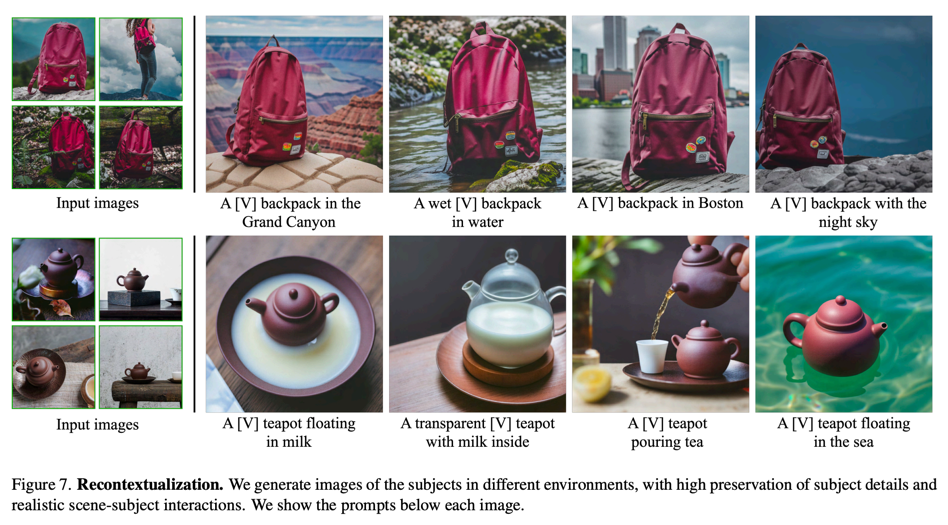 Input images
A [V] backpack in the
Grand Canyon
A wet [V] backpack
in water
A [V] backpack in Boston
A [V] backpack with the
night sky
Input images
A [V] teapot floating
in milk
A transparent [V] teapot
with milk inside
A [V] teapot
pouring tea
A [V] teapot floating
in the sea
Figure 7. Recontextualization. We generate images of the subjects in different environments, with high preservation of subject details and
realistic scene-subject interactions. We show the prompts below each image.